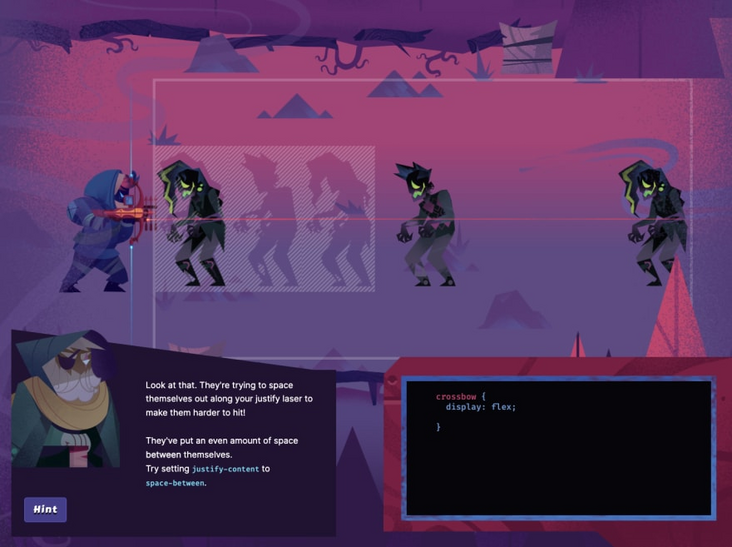 Look at that. They're trying to space
themselves out along your justify laser to
make them harder to hit!
They've put an even amount of space
between themselves.
Try setting justify-content to
space-between.
Hint
crossbow {
display: flex;
}